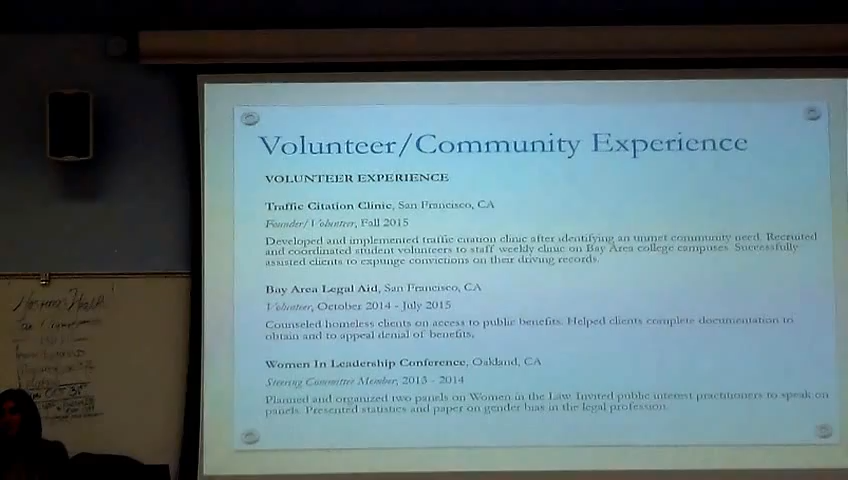 Volunteer/Community Experience
VOLUNTEER EXPERIENCE
Traffic Citation Clinic, San Francisco, CA
Founder/Volunteer, Fall 2015
Developed and implemented traffic citation clinic after identifying an unmet community need. Recruited
and coordinated student volunteers to staff weekly clinic on Bay Area college campuses. Successfully
assisted clients to expunge convictions on their driving records.
Bay Area Legal Aid, San Francisco, CA
Volunteer, October 2014 - July 2015
Counseled homeless clients on access to public benefits. Helped clients complete documentation to
obtain and to appeal denial of benefits.
Women In Leadership Conference, Oakland, CA
Steering Committee Member, 2013 - 2014
Planned and organized two panels on Women in the Law. Invited public interest practitioners to speak on
panels. Presented statistics and paper on gender bias in the legal profession.